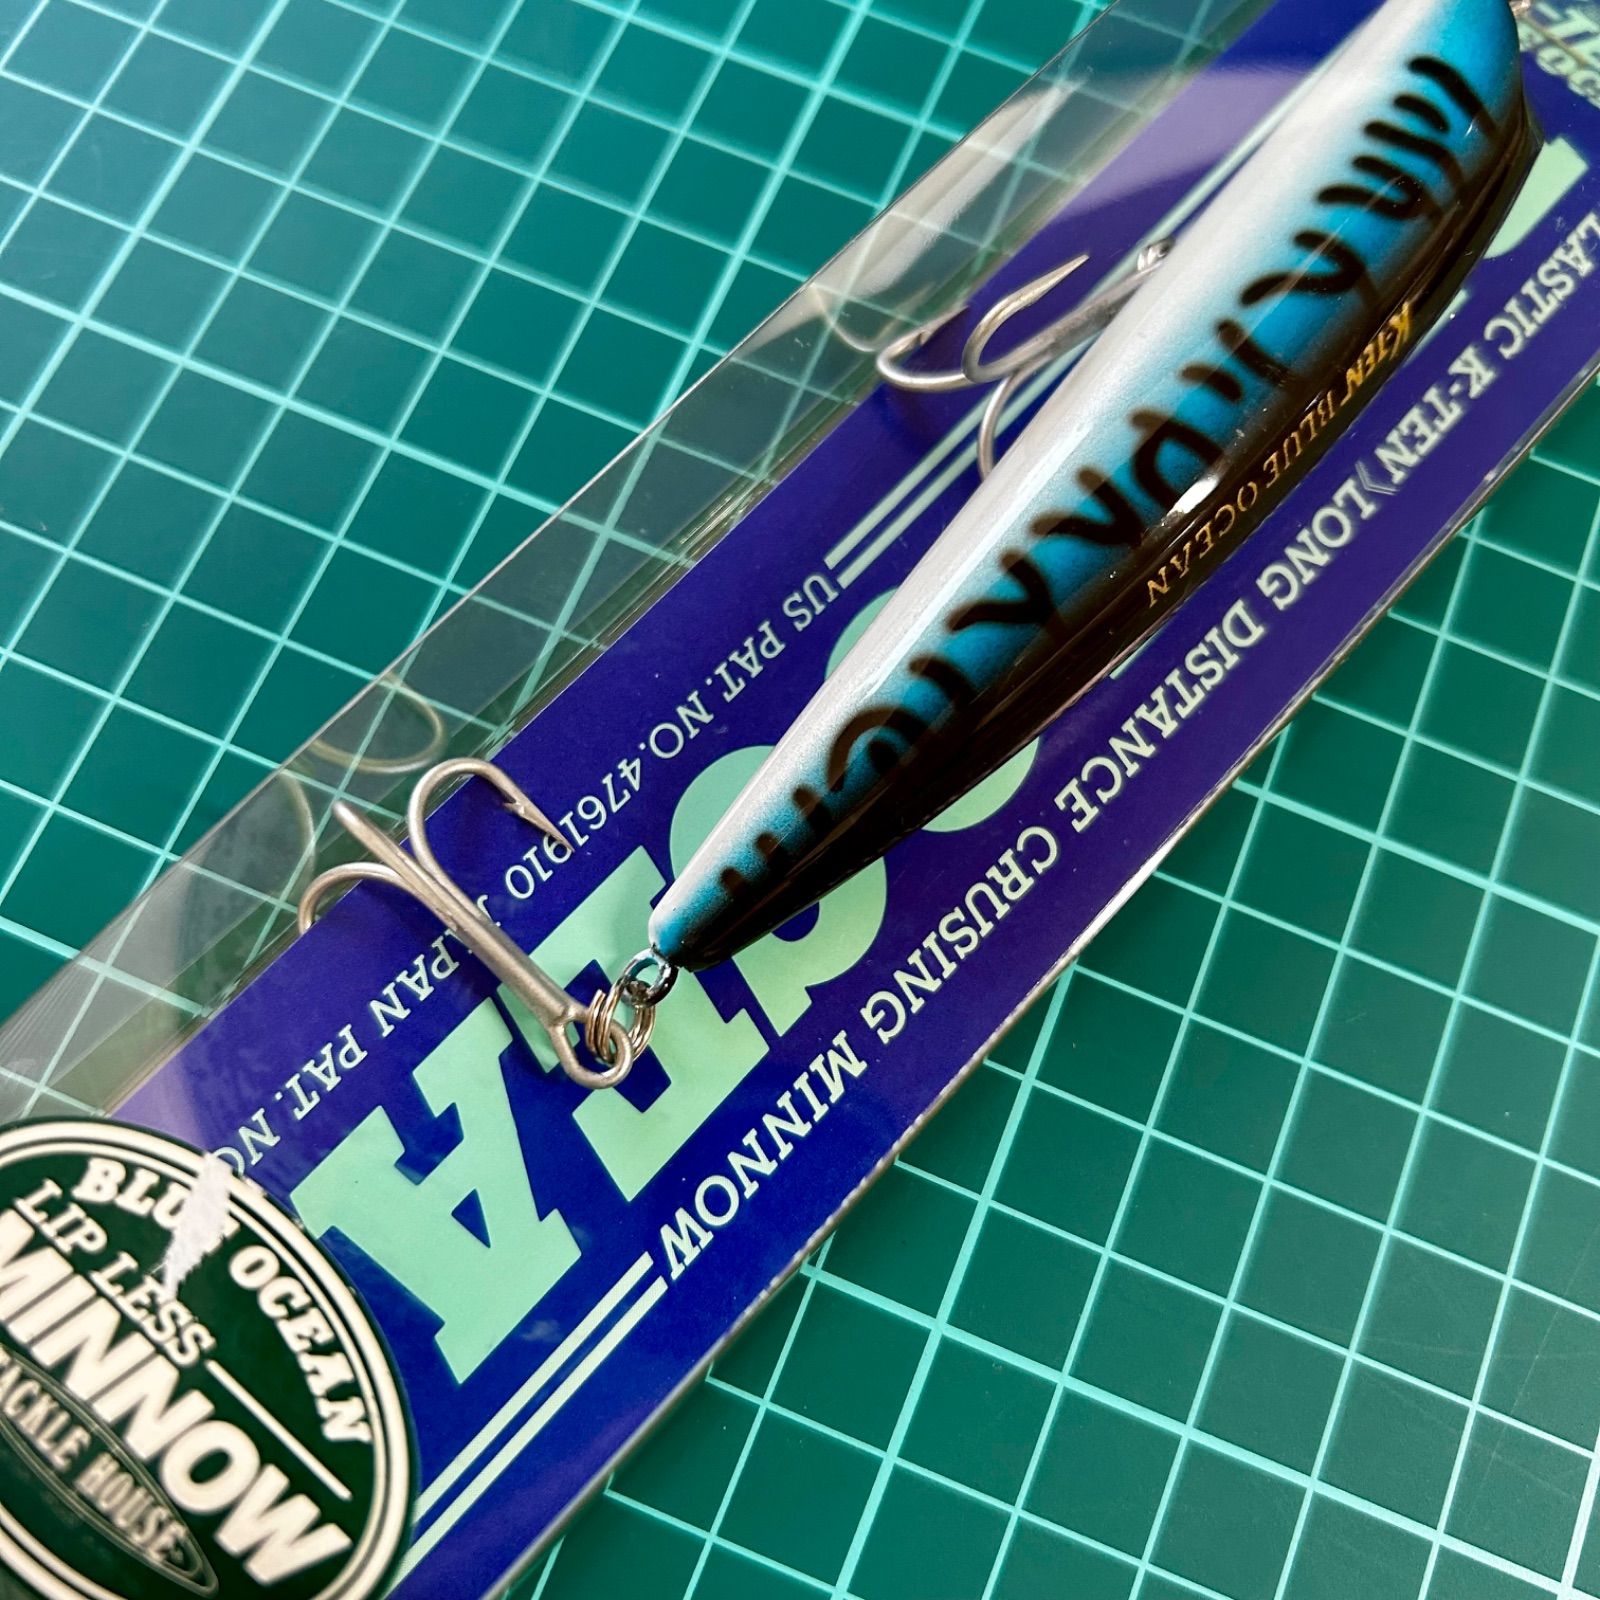 US PAT. NO. 4761910 J PAN PAT. NO
LASTIC K-TEN》LONG DISTANCE CRUSING MINNOW
K-TEN BLUE OCEAN
BLUE OCEAN
LIP LESS
MINNOW
TACKLE HOUSE